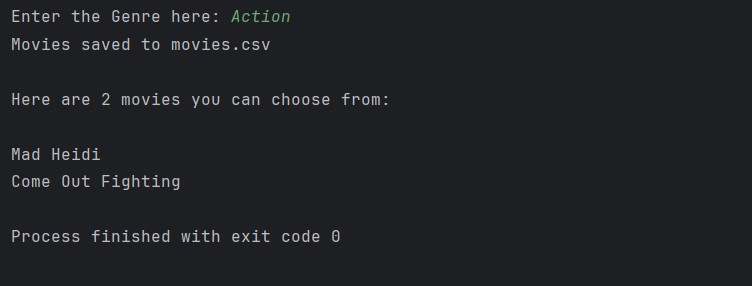 Enter the Genre here: Action
Movies saved to movies.csv
Here are 2 movies you can choose from:
Mad Heidi
Come Out Fighting
Process finished with exit code 0